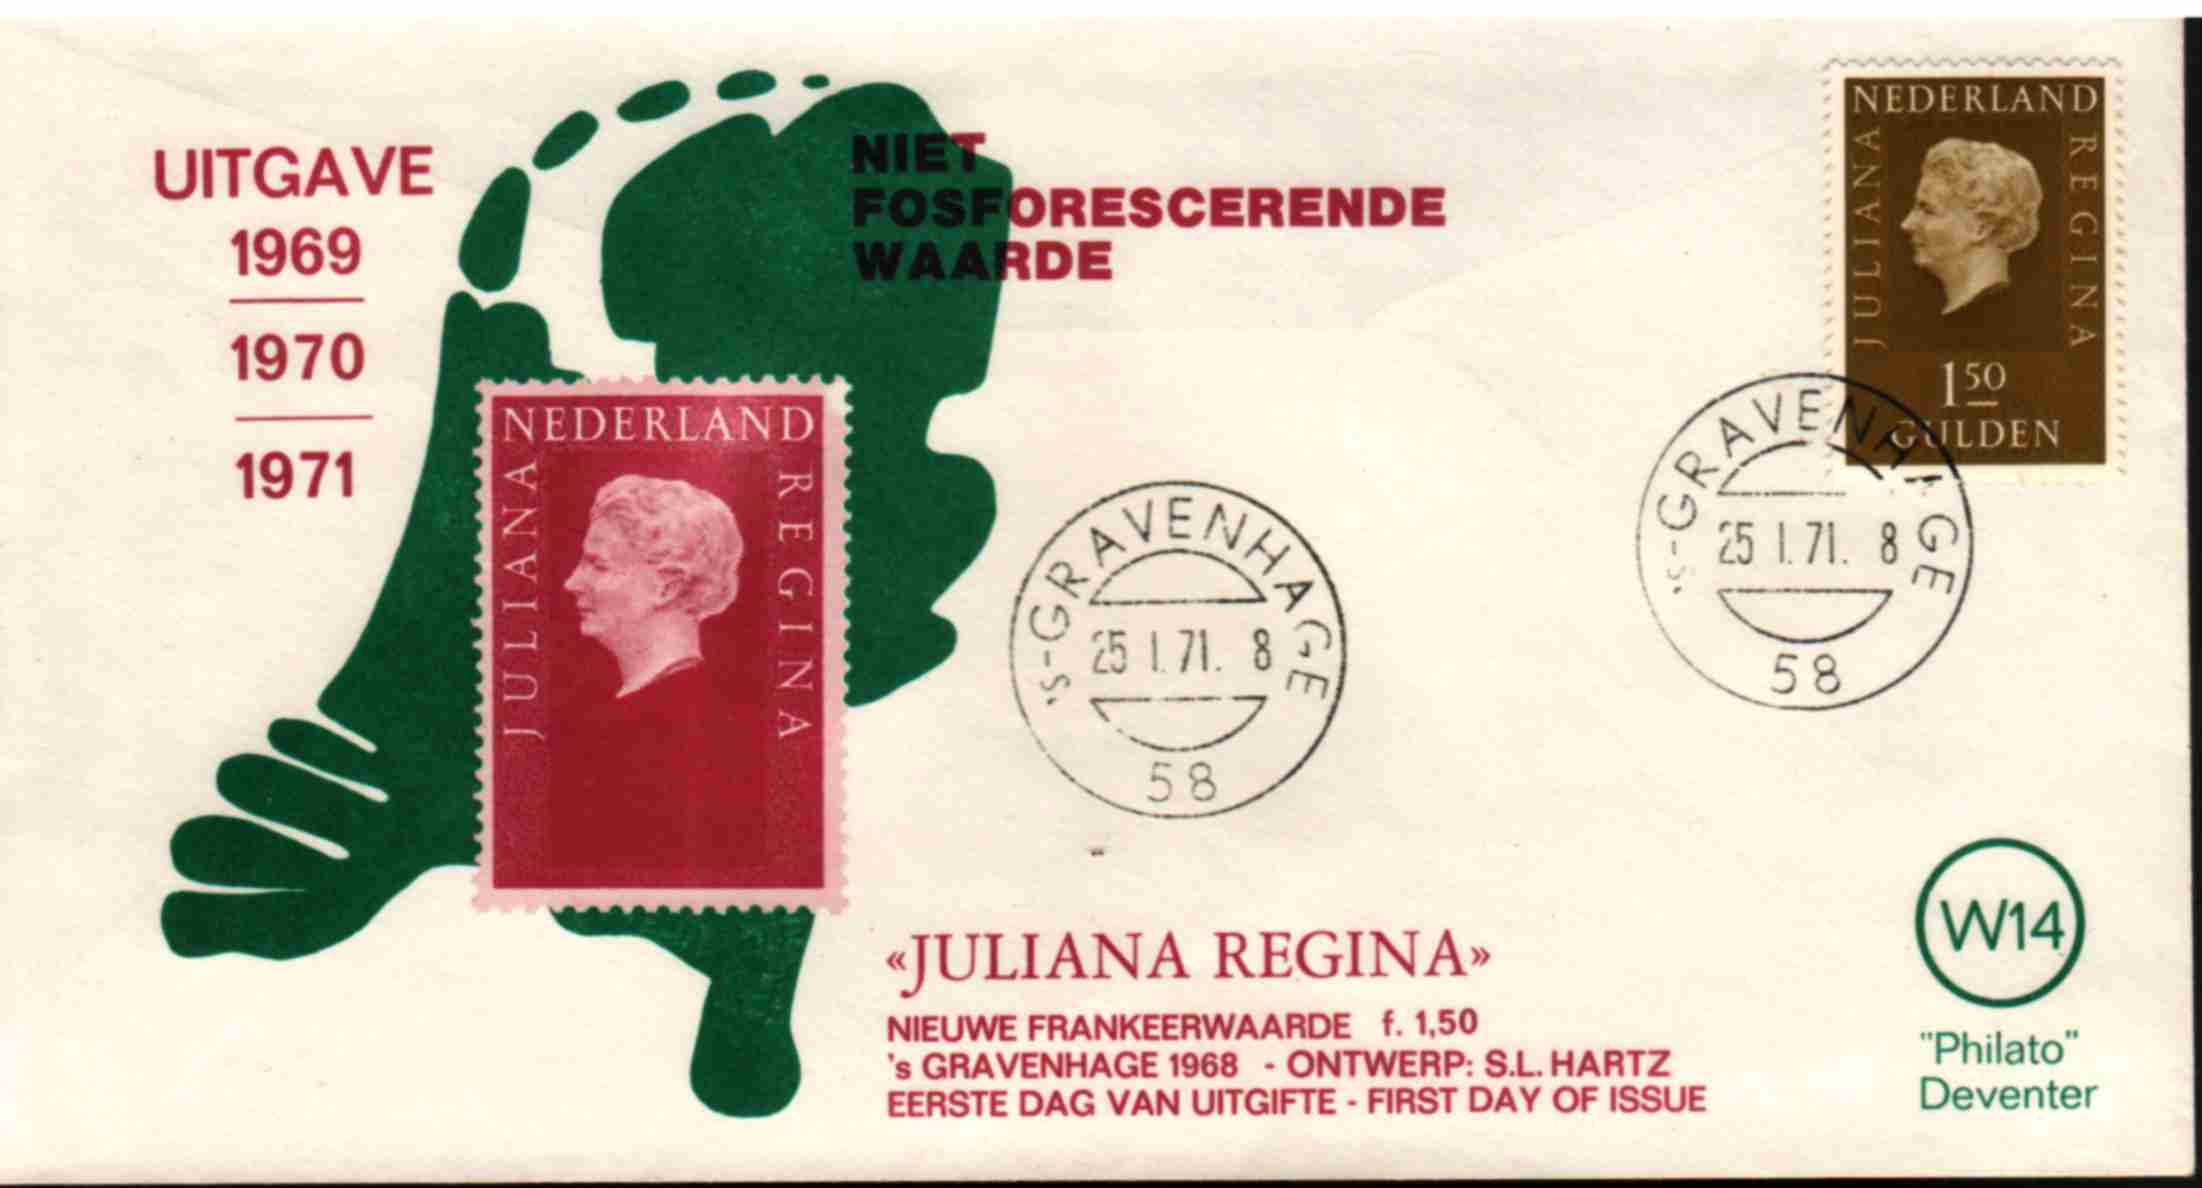 UITGAVE
1969
1970
1971
NIET
FOSFORESCERENDE
WAARDE
NEDERLAND
JULIANA
REGINA
1 50
GULDEN
NEDERLAND
JULIANA
REGINA
's-GRAVENHAGE
25 I.71. 8
58
's-GRAVENHAGE
25 I.71. 8
58
«JULIANA REGINA»
NIEUWE FRANKEERWAARDE f. 1,50
's GRAVENHAGE 1968 - ONTWERP: S.L. HARTZ
EERSTE DAG VAN UITGIFTE - FIRST DAY OF ISSUE
W14
"Philato"
Deventer